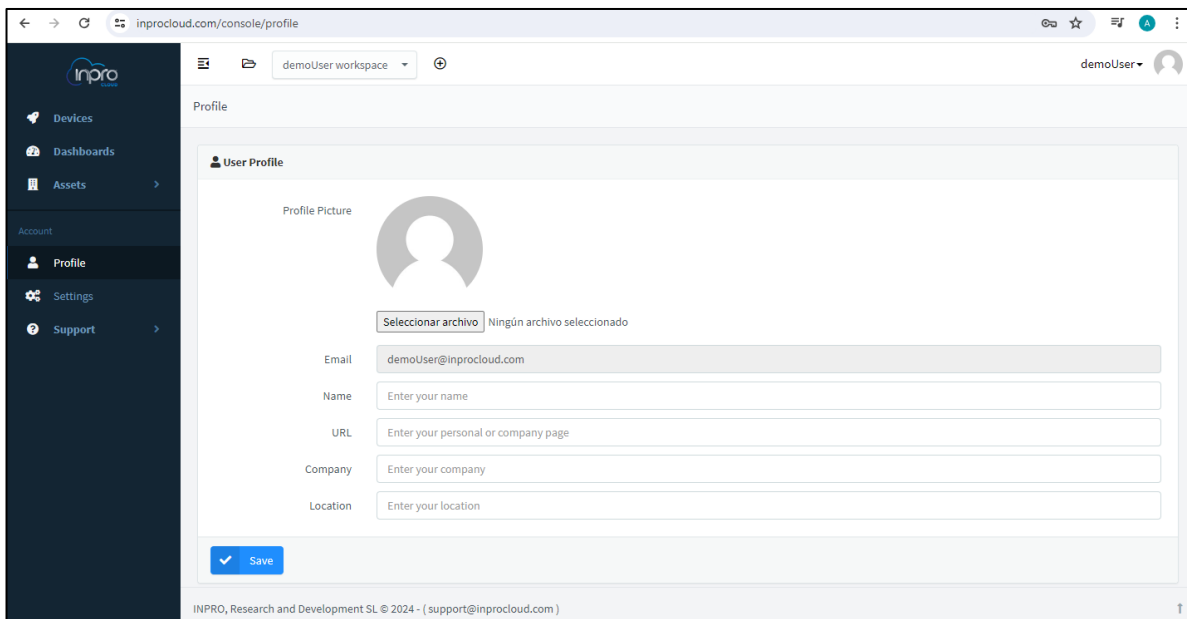 inprocloud.com/console/profile
A
inpro
CLOUD
demoUser workspace
demoUser
Devices
Dashboards
Assets
Account
Profile
Settings
Support
Profile
User Profile
Profile Picture
Seleccionar archivo Ningún archivo seleccionado
Email demoUser@inprocloud.com
Name Enter your name
URL Enter your personal or company page
Company Enter your company
Location Enter your location
Save
INPRO, Research and Development SL © 2024 - ( support@inprocloud.com )